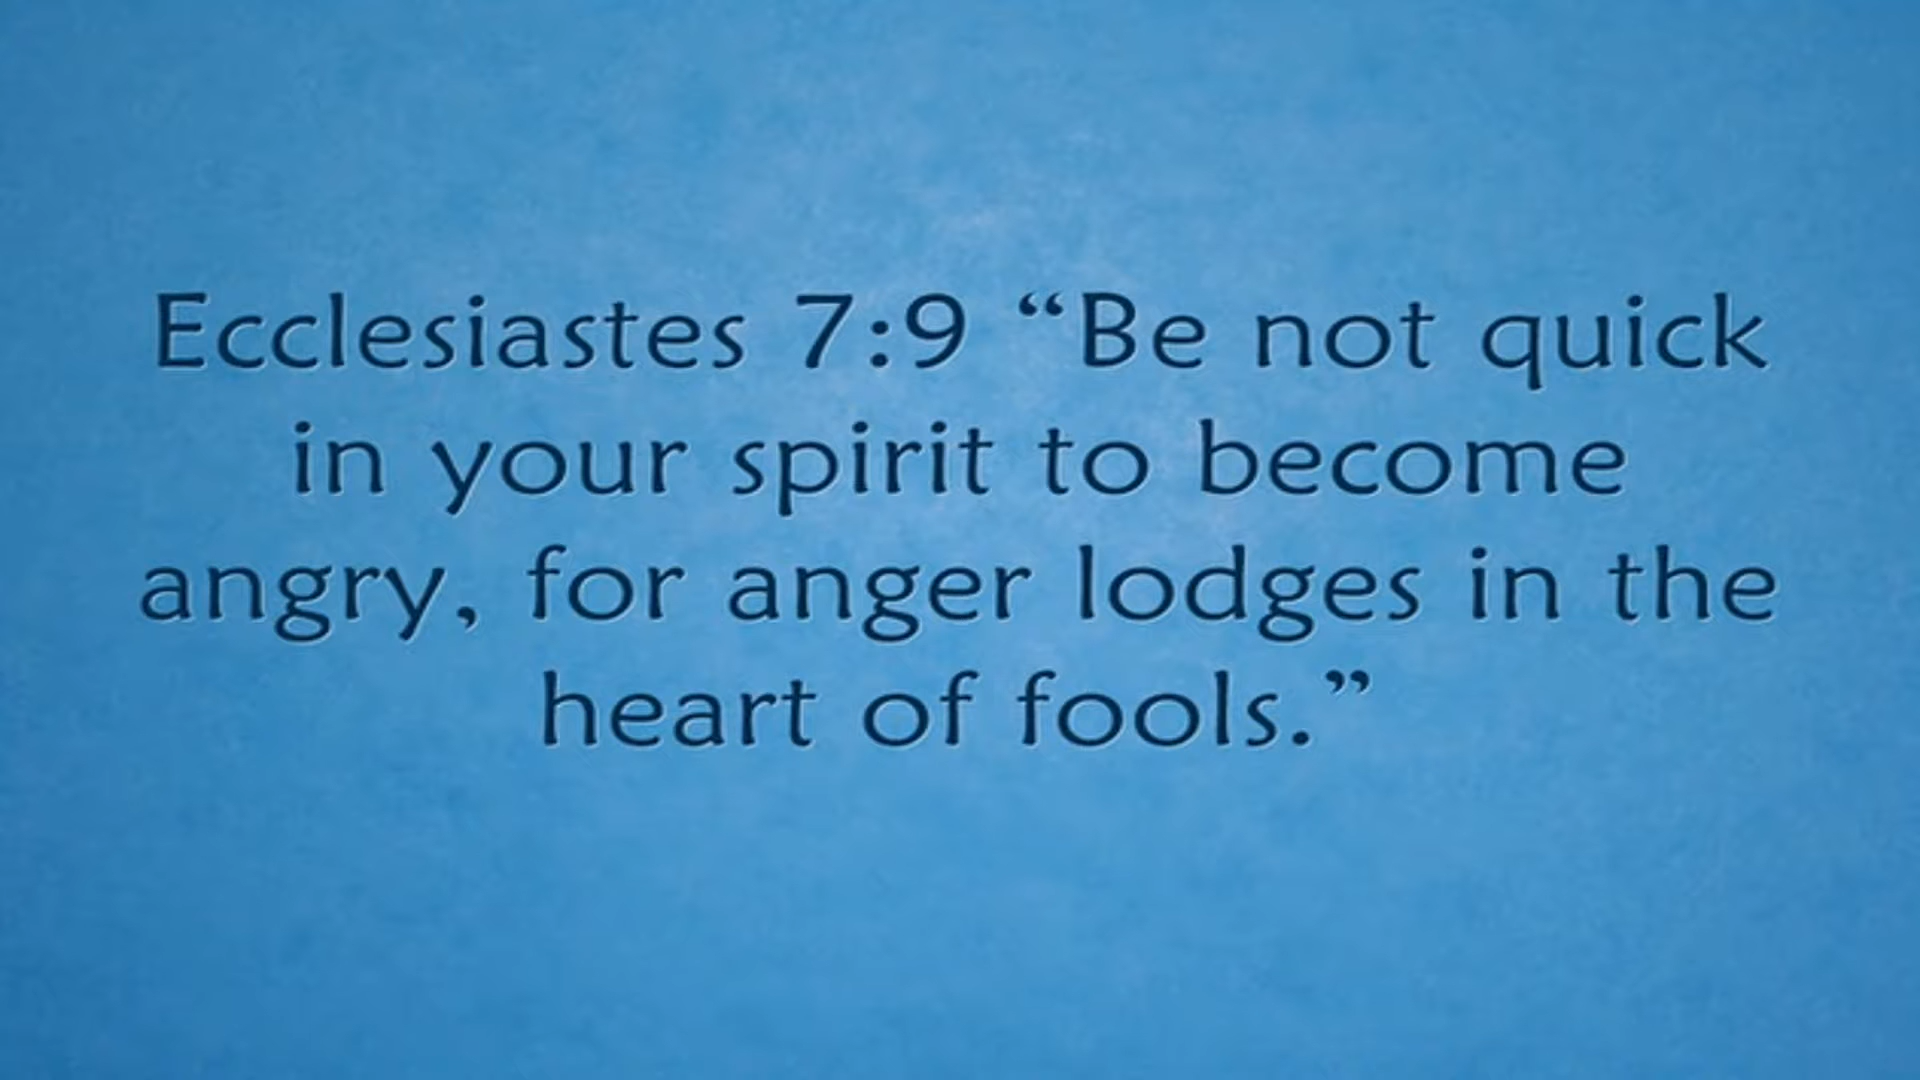 Ecclesiastes 7:9 “Be not quick
in your spirit to become
angry, for anger lodges in the
heart of fools.”